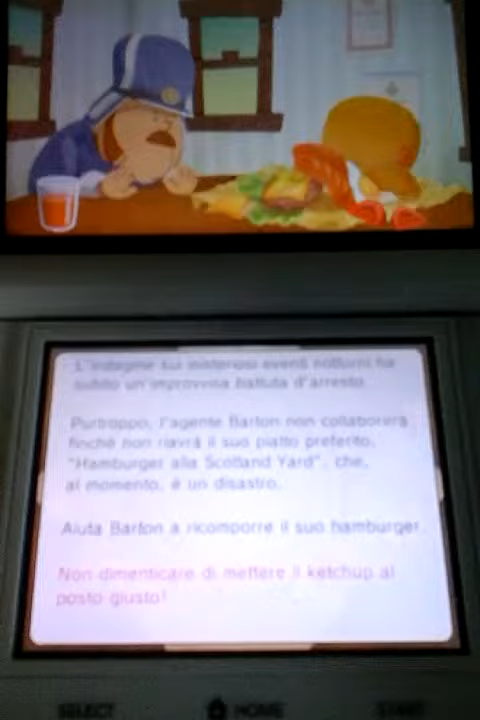 L'indagine sui misteriosi eventi notturni ha
subito un'improvvisa battuta d'arresto.
Purtroppo, l'agente Barton non collaborerà
finché non riavrà il suo piatto preferito,
"Hamburger alla Scotland Yard", che,
al momento, è un disastro.
Aiuta Barton a ricomporre il suo hamburger.
Non dimenticare di mettere il ketchup al
posto giusto!
SELECT HOME START